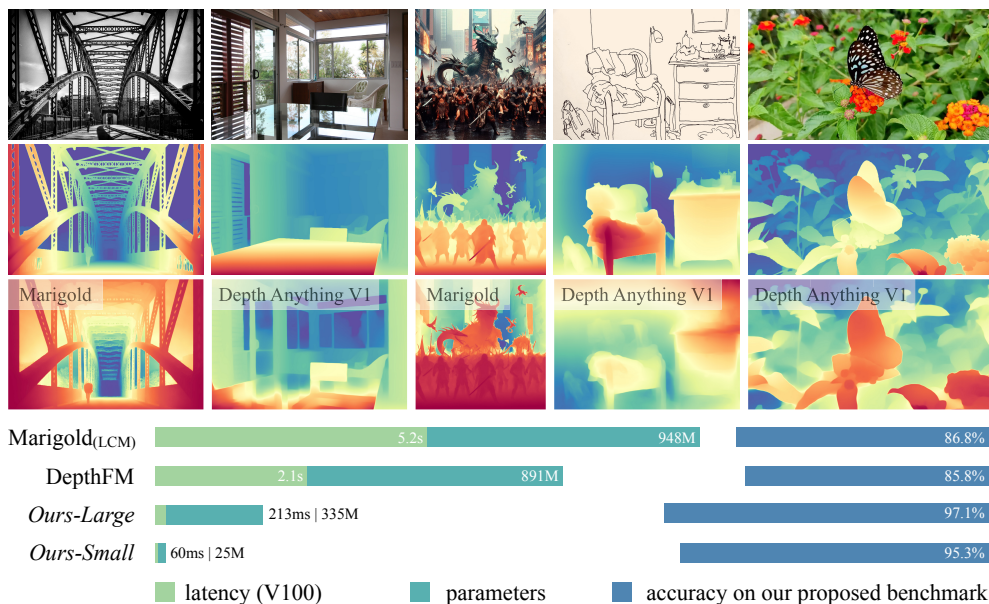 Marigold
Depth Anything V1
Marigold
Depth Anything V1
Depth Anything V1
Marigold(LCM) 5.2s 948M 86.8%
DepthFM 2.1s 891M 85.8%
Ours-Large 213ms | 335M 97.1%
Ours-Small 60ms | 25M 95.3%
latency (V100) parameters accuracy on our proposed benchmark